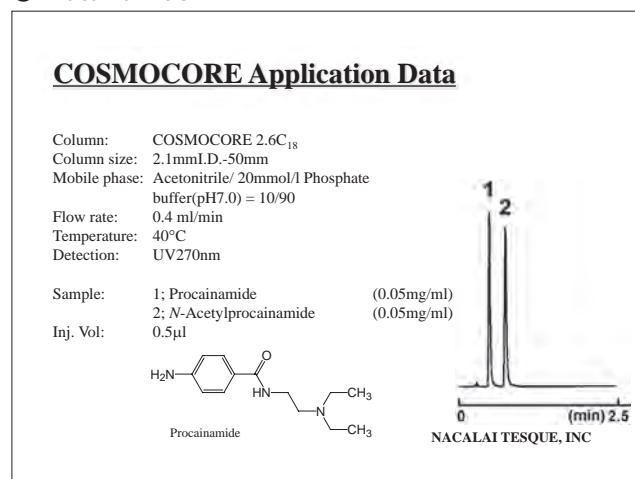 COSMOCORE Application Data
Column: COSMOCORE 2.6C18
Column size: 2.1mmI.D.-50mm
Mobile phase: Acetonitrile/ 20mmol/l Phosphate
buffer(pH7.0) = 10/90
Flow rate: 0.4 ml/min
Temperature: 40°C
Detection: UV270nm
Sample: 1; Procainamide (0.05mg/ml)
2; N-Acetylprocainamide (0.05mg/ml)
Inj. Vol: 0.5µl
O
H2N
HN
N
CH3
CH3
Procainamide
1
2
0 (min) 2.5
NACALAI TESQUE, INC